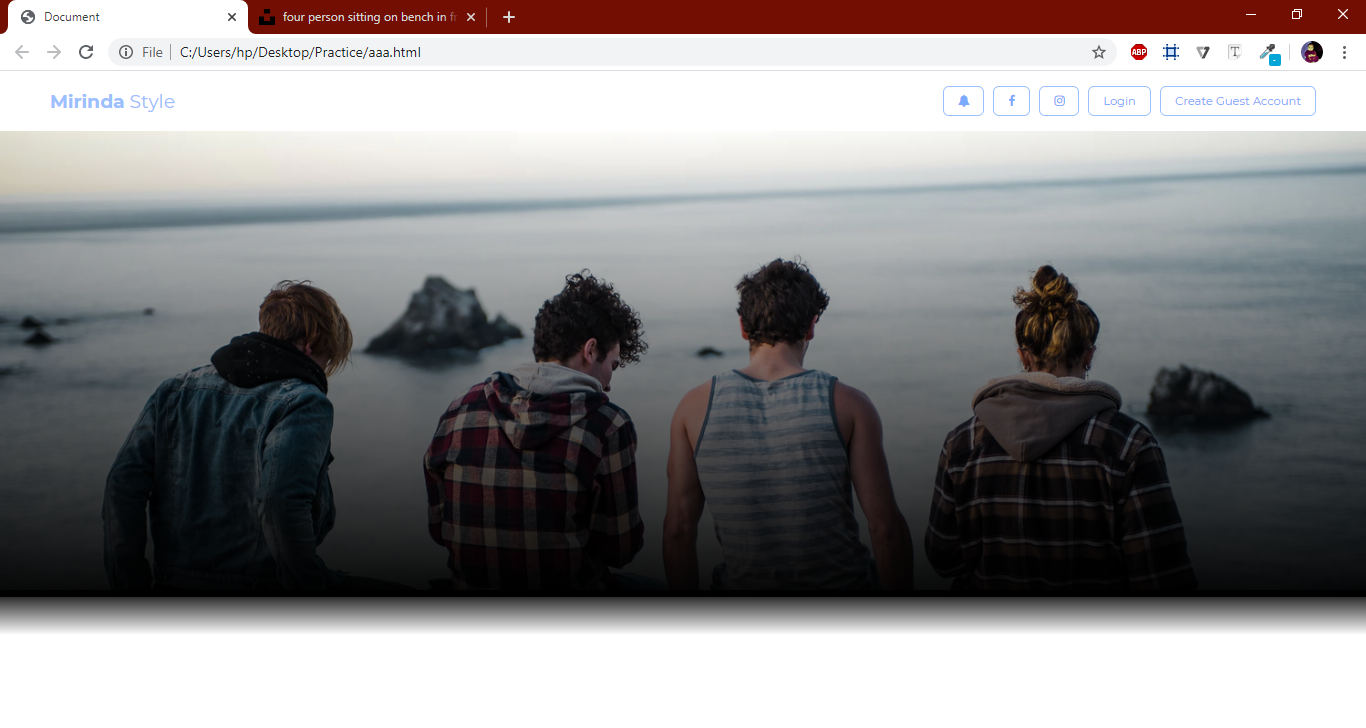 Document
four person sitting on bench in fr
File
C:/Users/hp/Desktop/Practice/aaa.html
ABP
T
Mirinda Style
f
Login
Create Guest Account